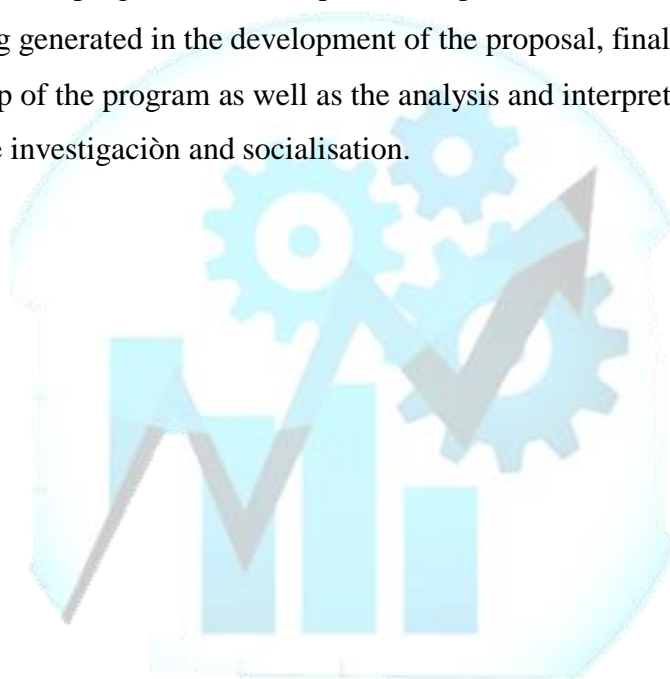 g generated in the development of the proposal, final
p of the program as well as the analysis and interpret
e investigaciòn and socialisation.